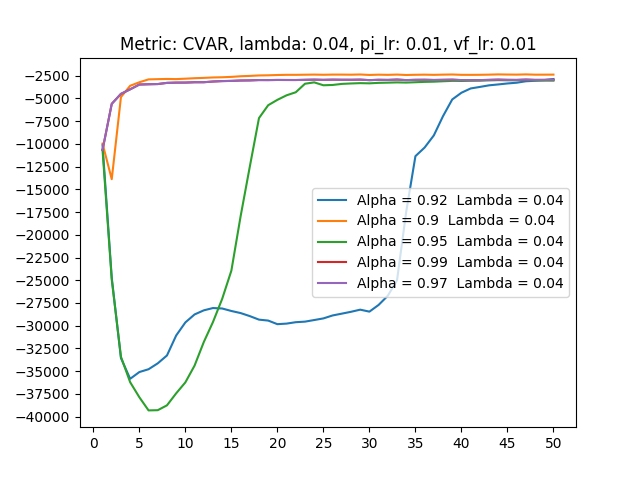 Metric: CVAR, lambda: 0.04, pi_lr: 0.01, vf_lr: 0.01
−2500
−5000
−7500
−10000
−12500
−15000
−17500
−20000
−22500
−25000
−27500
−30000
−32500
−35000
−37500
−40000
Alpha = 0.92 Lambda = 0.04
Alpha = 0.9 Lambda = 0.04
Alpha = 0.95 Lambda = 0.04
Alpha = 0.99 Lambda = 0.04
Alpha = 0.97 Lambda = 0.04
0 5 10 15 20 25 30 35 40 45 50